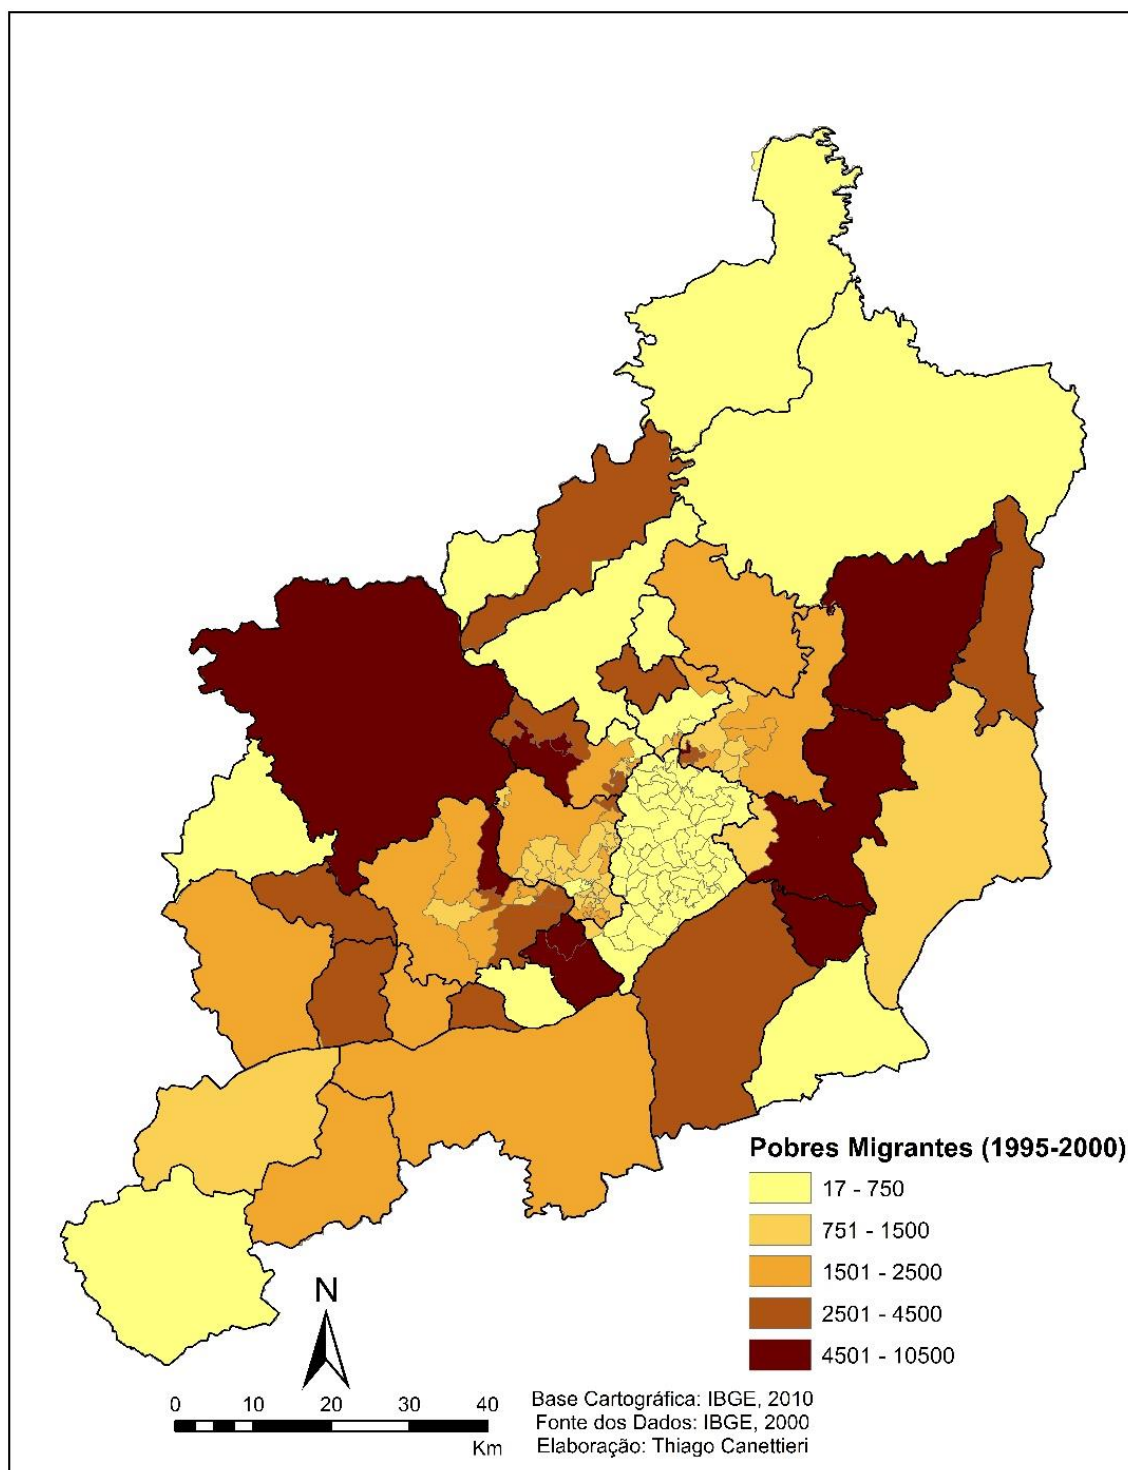 Pobres Migrantes (1995-2000)
17 - 750
751 - 1500
1501 - 2500
2501 - 4500
4501 - 10500
N
0 10 20 30 40
Km
Base Cartográfica: IBGE, 2010
Fonte dos Dados: IBGE, 2000
Elaboração: Thiago Canettieri